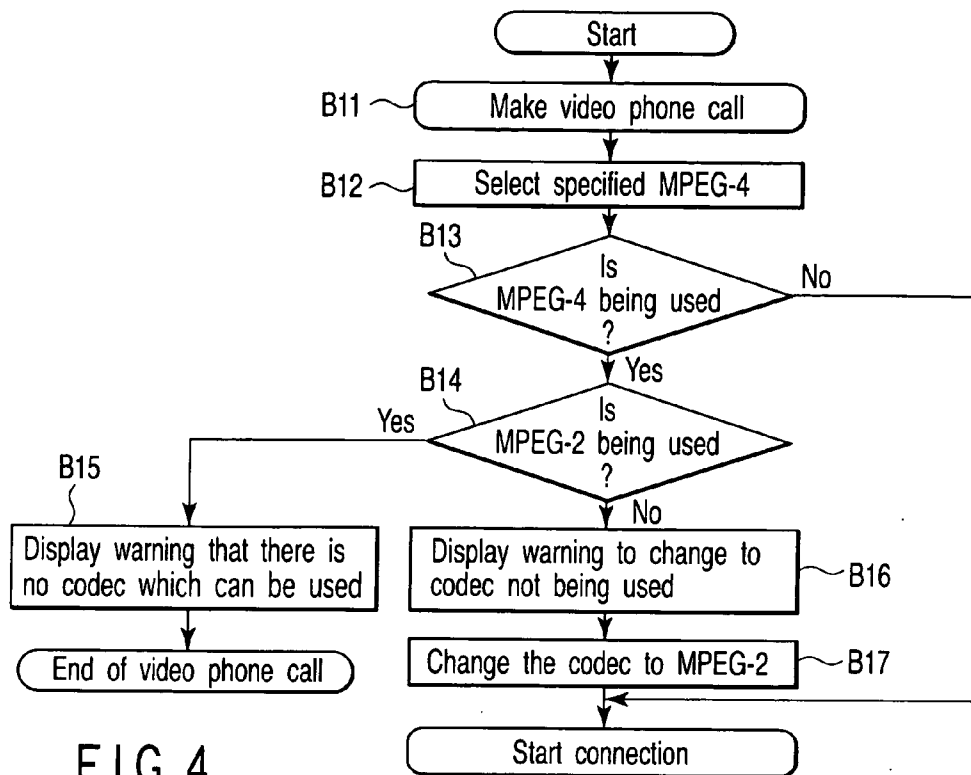 Start
B11
Make video phone call
B12
Select specified MPEG-4
B13
Is
MPEG-4 being used
?
No
Yes
B14
Is
MPEG-2 being used
?
Yes
No
B15
Display warning that there is
no codec which can be used
Display warning to change to
codec not being used
B16
End of video phone call
Change the codec to MPEG-2
B17
Start connection
FIG. 4